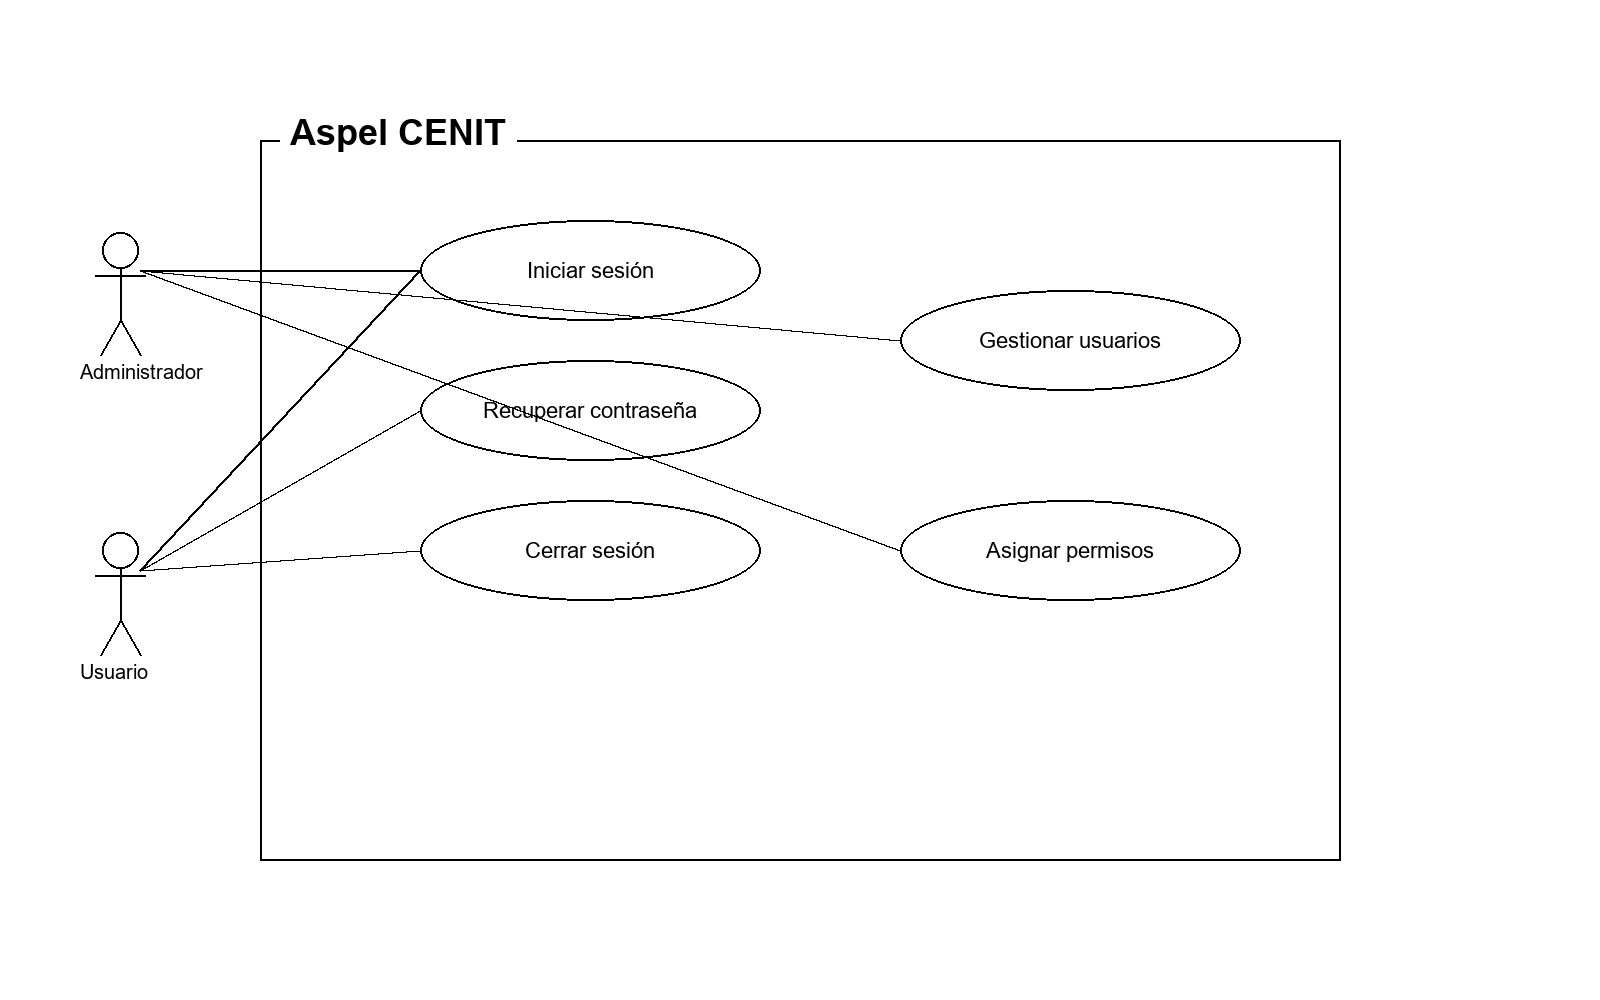 Aspel CENIT
Iniciar sesión
Gestionar usuarios
Administrador
Recuperar contraseña
Cerrar sesión
Asignar permisos
Usuario